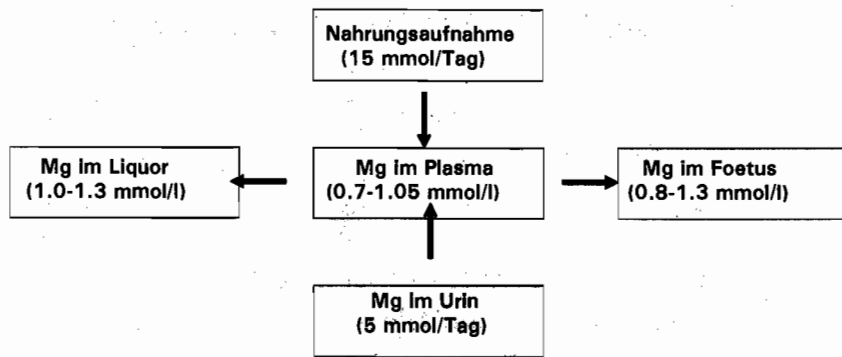 Nahrungsaufnahme
(15 mmol/Tag)
Mg im Liquor
(1.0-1.3 mmol/l)
Mg im Plasma
(0.7-1.05 mmol/l)
Mg im Foetus
(0.8-1.3 mmol/l)
Mg im Urin
(5 mmol/Tag)